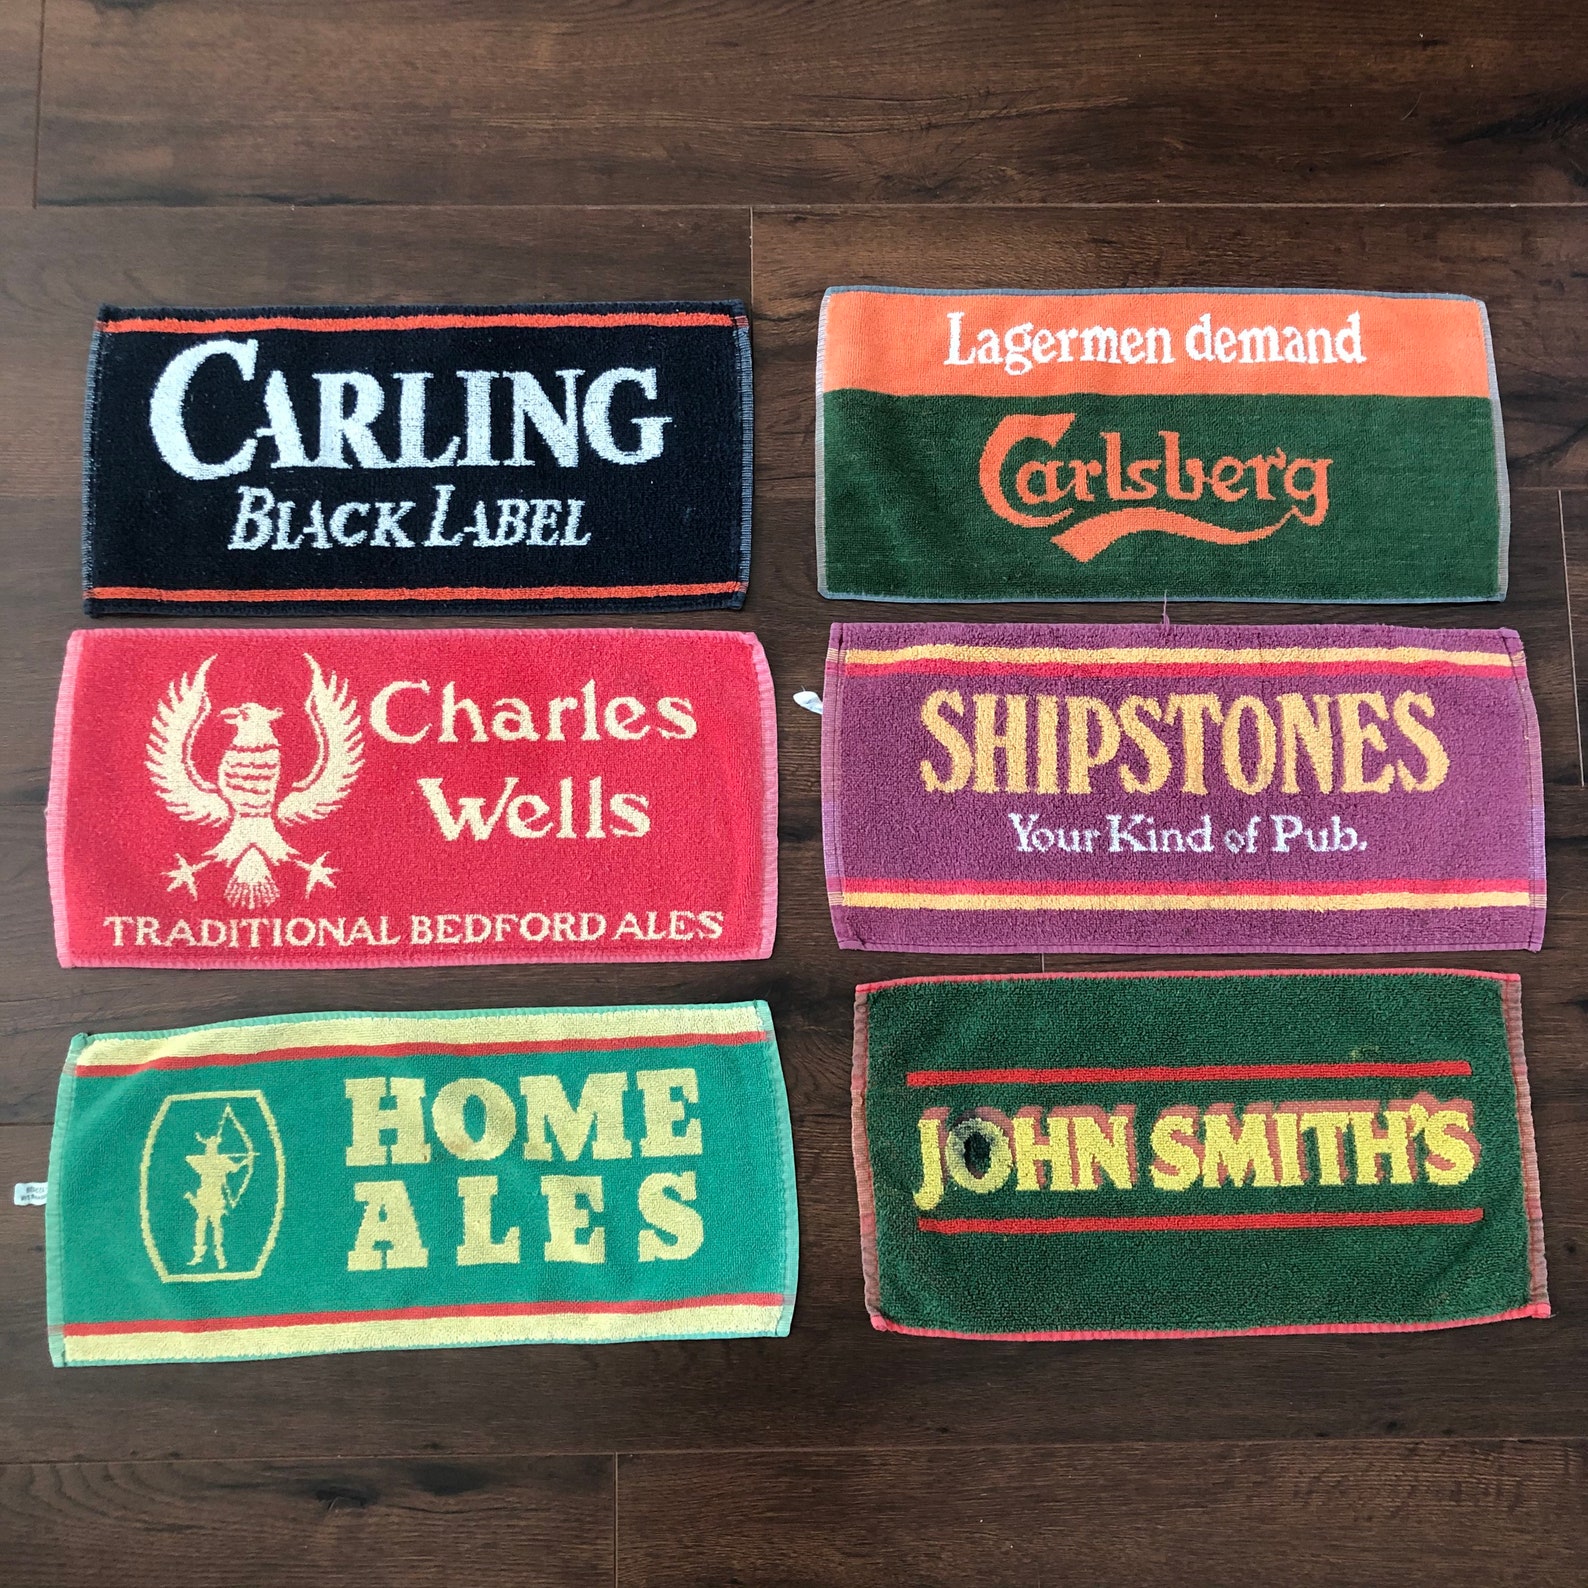 CARLING
BLACK LABEL
Lagermen demand
Carlsberg
Charles
Wells
TRADITIONAL BEDFORD ALES
SHIPSTONES
Your Kind of Pub.
HOME
ALES
JOHN SMITH'S